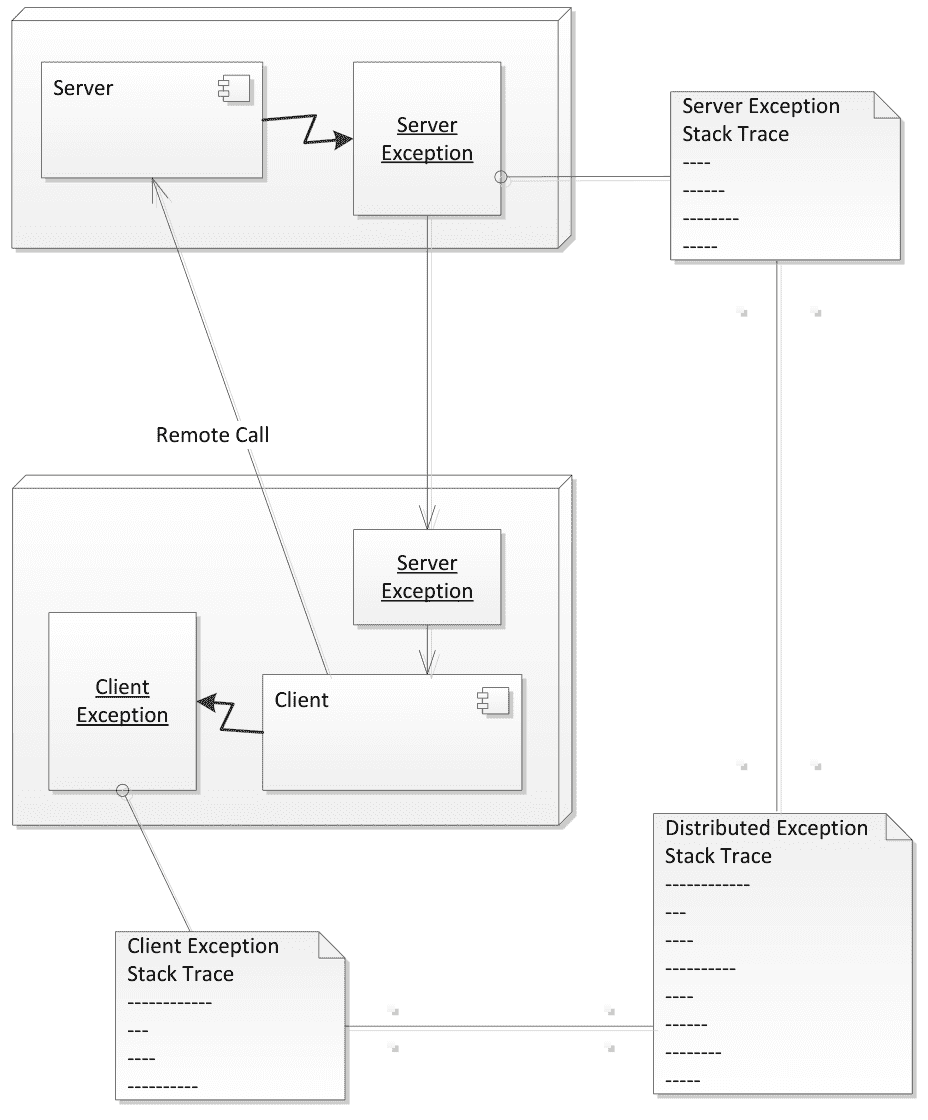 Server
Server
Exception
Server Exception
Stack Trace
----
------
--------
-----
Remote Call
Server
Exception
Client
Exception
Client
Distributed Exception
Stack Trace
------------
---
----
----------
----
------
--------
-----
Client Exception
Stack Trace
------------
---
----
----------